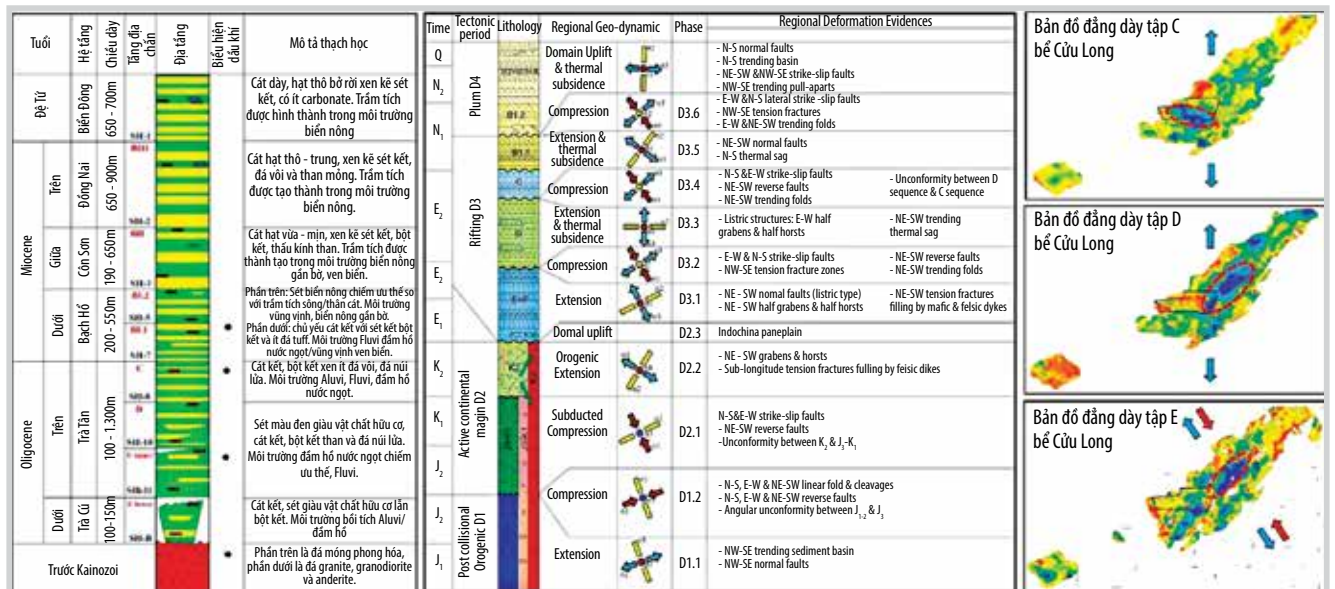 Tuổi
Hệ tầng
Chiều dày
Tầng địa chấn
Địa tầng
Biểu hiện dầu khí
Mô tả thạch học
Đệ Tứ
Biển Đông
650 - 700m
Cát dày, hạt thô bở rời xen kẽ sét
kết, có ít carbonate. Trầm tích
được hình thành trong môi trường
biển nông
Miocene
Trên
Đồng Nai
650 - 900m
Cát hạt thô - trung, xen kẽ sét kết,
đá vôi và than mỏng. Trầm tích
được tạo thành trong môi trường
biển nông.
Giữa
Côn Sơn
190 - 650m
Cát hạt vừa - mịn, xen kẽ sét kết, bột
kết, thấu kính than. Trầm tích được
thành tạo trong môi trường biển nông
gần bờ, ven biển.
Dưới
Bạch Hổ
200 - 550m
Phần trên: Sét biển nông chiếm ưu thế so
với trầm tích sông/thân cát. Môi trường
vũng vịnh, biển nông gần bờ.
Phần dưới: chủ yếu cát kết với sét kết bột
kết và ít đá tuff. Môi trường Fluvi đầm hồ
nước ngọt/vũng vịnh ven biển.
Oligocene
Trên
Trà Tân
100 - 1.300m
Cát kết, bột kết xen ít đá vôi, đá núi
lửa. Môi trường Aluvi, Fluvi, đầm hồ
nước ngọt.
Sét màu đen giàu vật chất hữu cơ,
cát kết, bột kết than và đá núi lửa.
Môi trường đầm hồ nước ngọt chiếm
ưu thế, Fluvi.
Dưới
Trà Cú
100-150m
Cát kết, sét giàu vật chất hữu cơ lẫn
bột kết. Môi trường bồi tích Aluvi/
đầm hồ
Trước Kainozoi
Phần trên là đá móng phong hóa,
phần dưới là đá granite, granodiorite
và anderite.
Time
Tectonic period
Lithology
Regional Geo-dynamic
Phase
Regional Deformation Evidences
Q
N2
N1
E2
E2
E1
K2
K1
J2
J2
J1
Plum D4
Rifting D3
Active continental magin D2
Post collisional Orogenic D1
Domain Uplift
& thermal
subsidence
- N-S normal faults
- N-S trending basin
- NE-SW &NW-SE strike-slip faults
- NW-SE trending pull-aparts
Compression
D3.6
- E-W &N-S lateral strike -slip faults
- NW-SE tension fractures
- E-W &NE-SW trending folds
Extension &
thermal
subsidence
D3.5
- NE-SW normal faults
- N-S thermal sag
Compression
D3.4
- N-S &E-W strike-slip faults
- NE-SW reverse faults
- NE-SW trending folds
- Unconformity between D
sequence & C sequence
Extension
& thermal
subsidence
D3.3
- Listric structures: E-W half
grabens & half horsts
- NE-SW trending
thermal sag
Compression
D3.2
- E-W & N-S strike-slip faults
- NW-SE tension fracture zones
- NE-SW reverse faults
- NE-SW trending folds
Extension
D3.1
- NE - SW nomal faults (listric type)
- NE - SW half grabens & half horsts
- NE-SW tension fractures
filling by mafic & felsic dykes
Domal uplift
D2.3
Indochina paneplain
Orogenic
Extension
D2.2
- NE - SW grabens & horsts
- Sub-longitude tension fractures fulling by feisic dikes
Subducted
Compression
D2.1
N-S&E-W strike-slip faults
- NE-SW reverse faults
-Unconformity between K2 & J3-K1
Compression
D1.2
- N-S, E-W & NE-SW linear fold & cleavages
- N-S, E-W & NE-SW reverse faults
- Angular unconformity between J1-2 & J3
Extension
D1.1
- NW-SE trending sediment basin
- NW-SE normal faults
Bản đồ đẳng dày tập C
bể Cửu Long
Bản đồ đẳng dày tập D
bể Cửu Long
Bản đồ đẳng dày tập E
bể Cửu Long